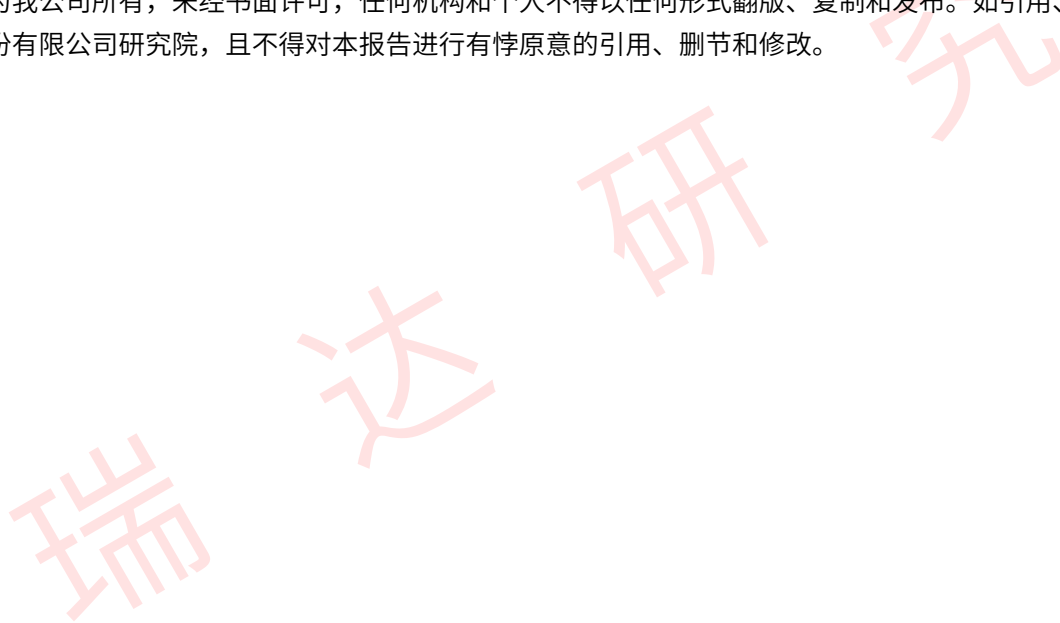 为我公司所有，未经书面许可，任何机构和个人不得以任何形式翻版、复制和发布。如引用、
份有限公司研究院，且不得对本报告进行有悖原意的引用、删节和修改。
瑞达研究